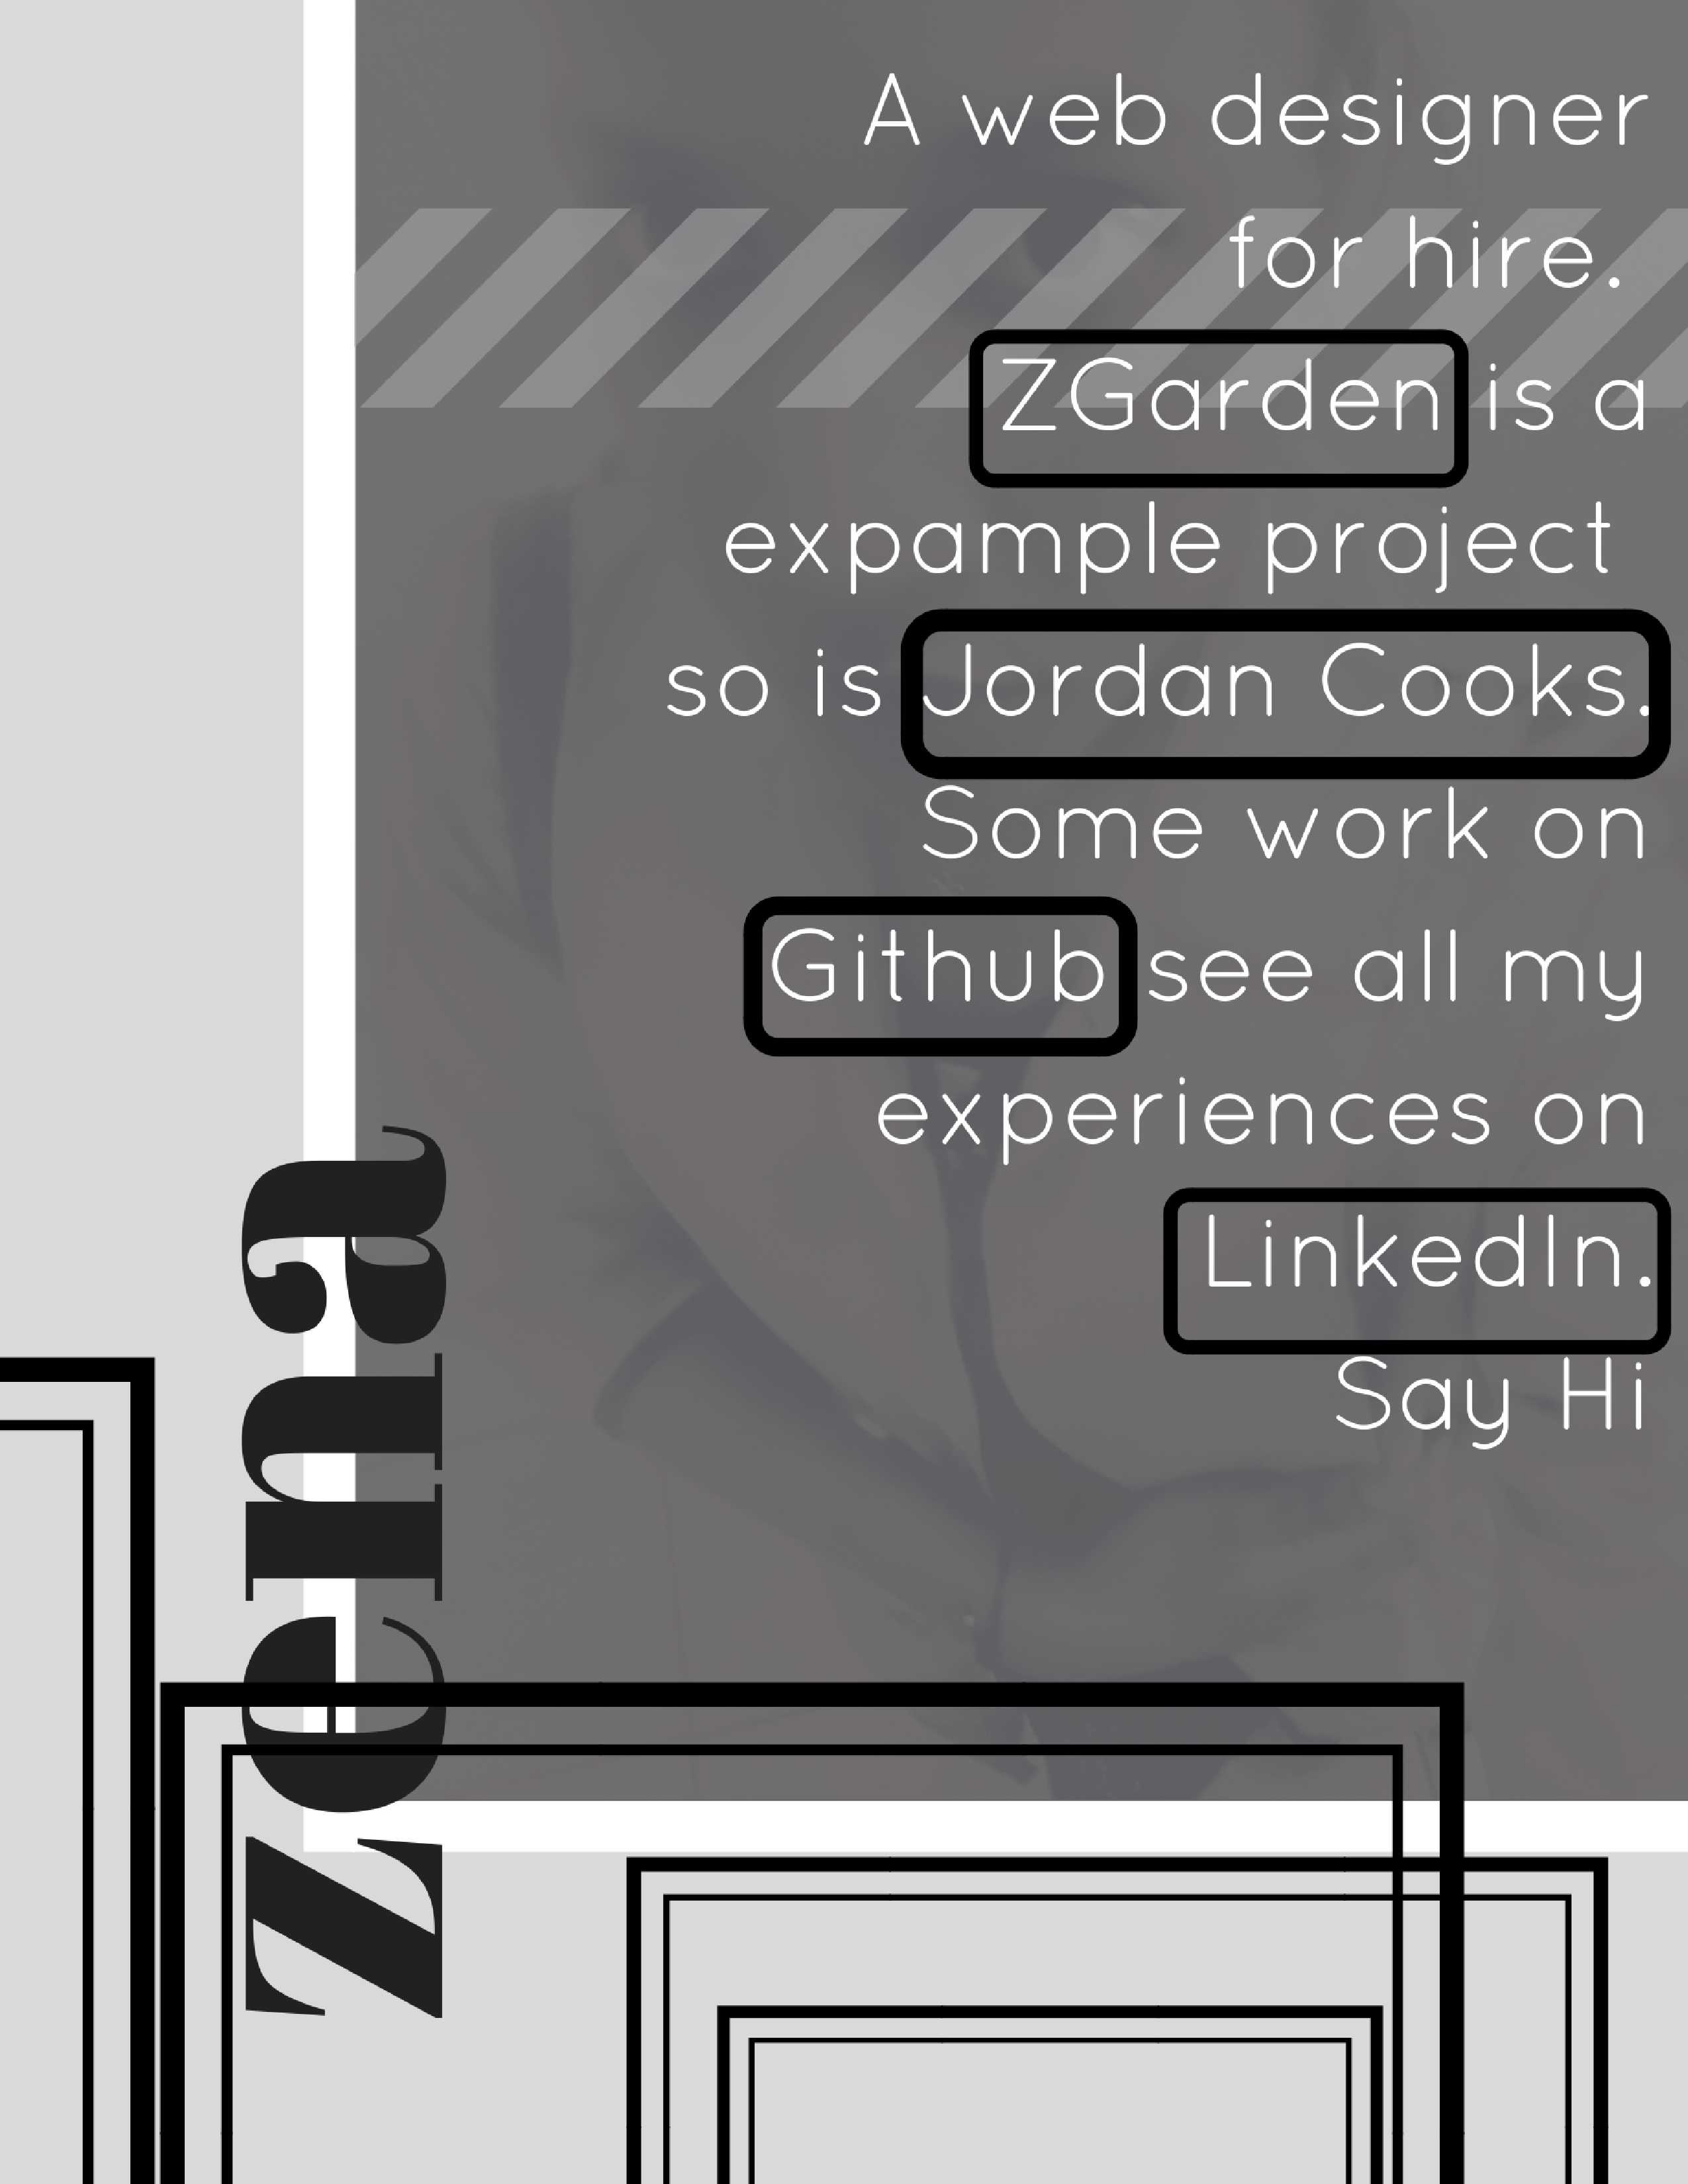 A web designer
for hire.
ZGarden is a
expample project
so is Jordan Cooks.
Some work on
Github see all my
experiences on
LinkedIn.
Say Hi
Zena